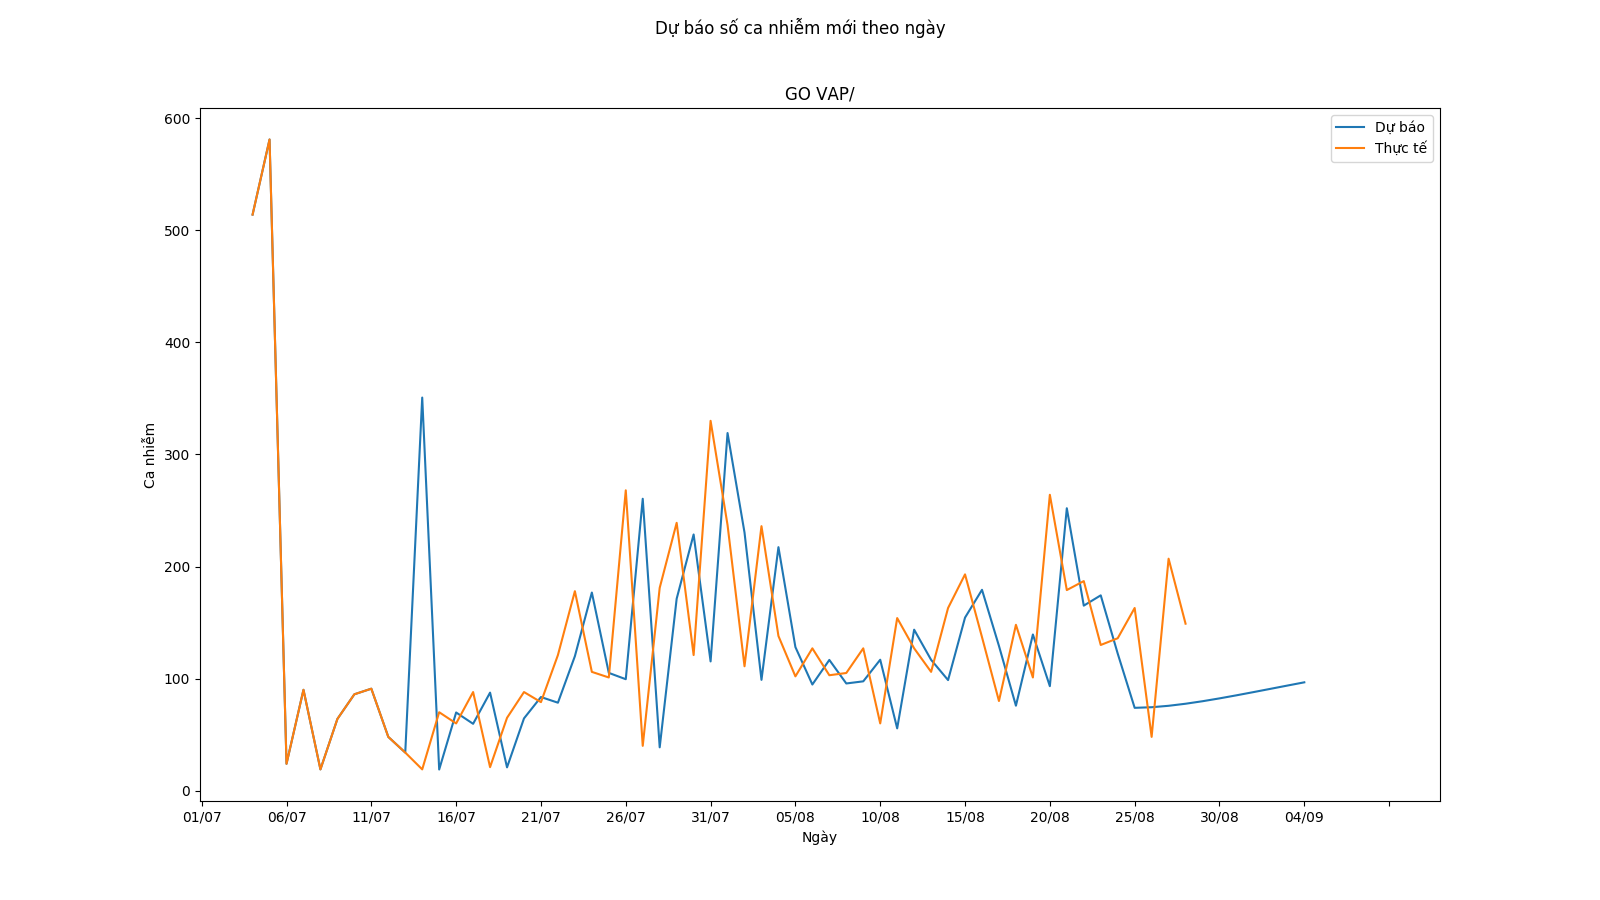 Dự báo số ca nhiễm mới theo ngày
GO VAP/
Dự báo
Thực tế
600
500
400
300
200
100
0
Ca nhiễm
01/07 06/07 11/07 16/07 21/07 26/07 31/07 05/08 10/08 15/08 20/08 25/08 30/08 04/09
Ngày